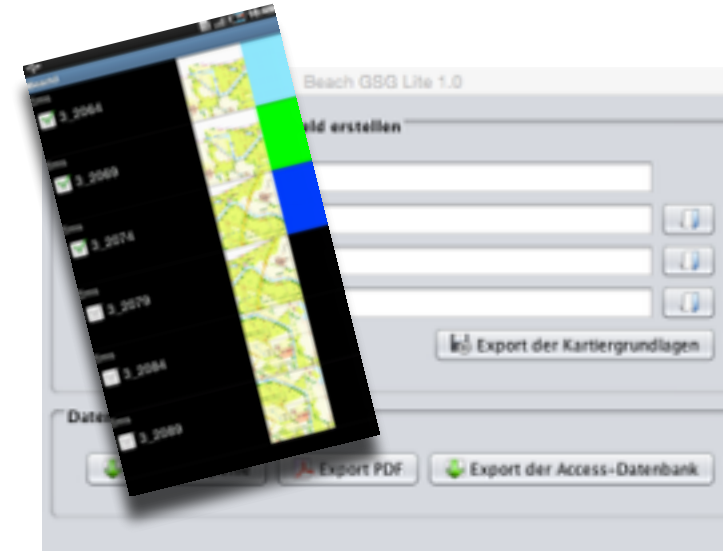 Beach GSG Lite 1.0
eld erstellen
3_2064
3_2069
3_2074
3_2079
3_2084
3_2089
Export der Kartiergrundlagen
Date
Export PDF
Export der Access-Datenbank